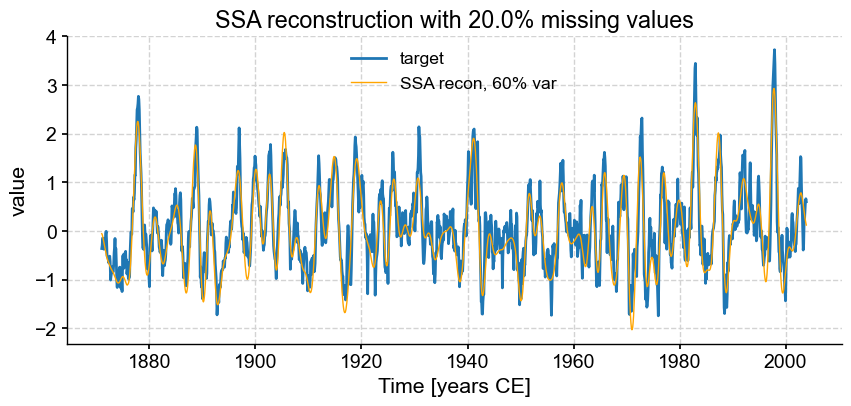 SSA reconstruction with 20.0% missing values
target
SSA recon, 60% var
value
4
3
2
1
0
−1
−2
1880 1900 1920 1940 1960 1980 2000
Time [years CE]